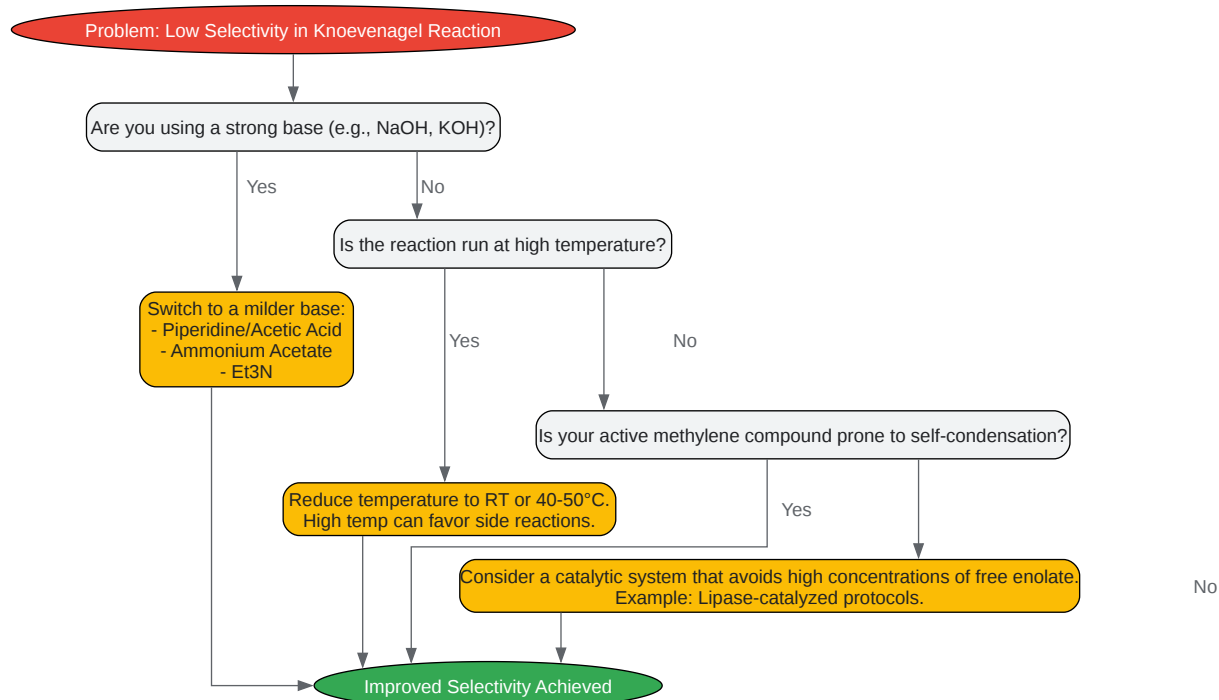 Problem: Low Selectivity in Knoevenagel Reaction
Are you using a strong base (e.g., NaOH, KOH)?
Yes
No
Is the reaction run at high temperature?
Switch to a milder base:
- Piperidine/Acetic Acid
- Ammonium Acetate
- Et3N
Yes
No
Is your active methylene compound prone to self-condensation?
Reduce temperature to RT or 40-50°C.
High temp can favor side reactions.
Yes
No
Consider a catalytic system that avoids high concentrations of free enolate.
Example: Lipase-catalyzed protocols.
Improved Selectivity Achieved